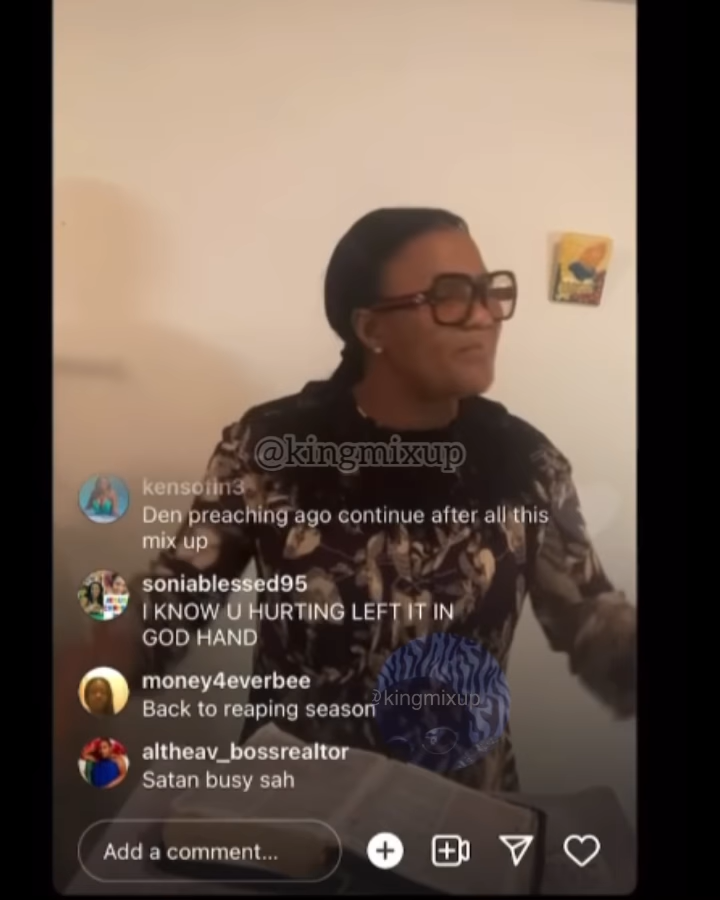 @kingmixup
kensofin3
Den preaching ago continue after all this
mix up
soniablessed95
I KNOW U HURTING LEFT IT IN
GOD HAND
money4everbee
Back to reaping season
@kingmixup
altheav_bossrealtor
Satan busy sah
Add a comment...